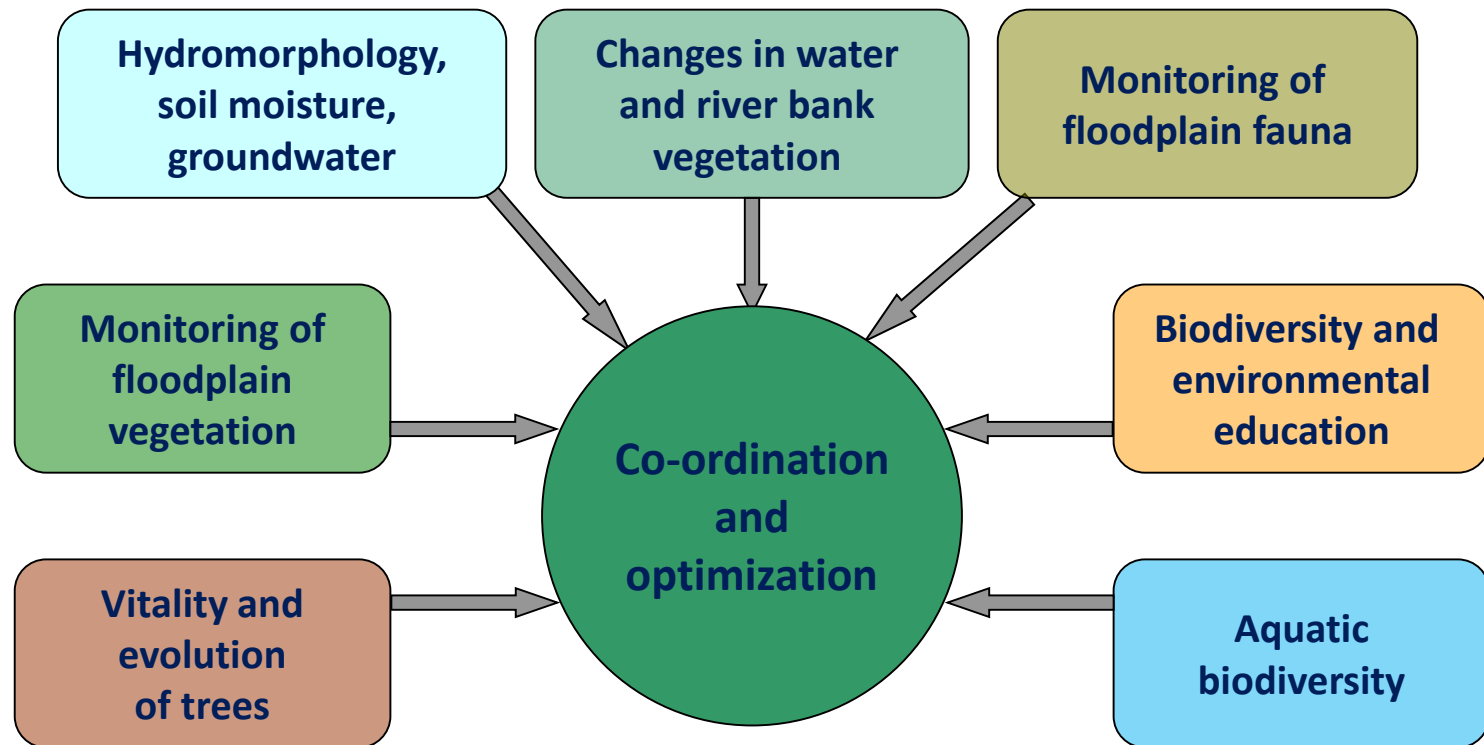 Hydromorphology,
soil moisture,
groundwater
Changes in water
and river bank
vegetation
Monitoring of
floodplain fauna
Monitoring of
floodplain
vegetation
Biodiversity and
environmental
education
Co-ordination
and
optimization
Vitality and
evolution
of trees
Aquatic
biodiversity